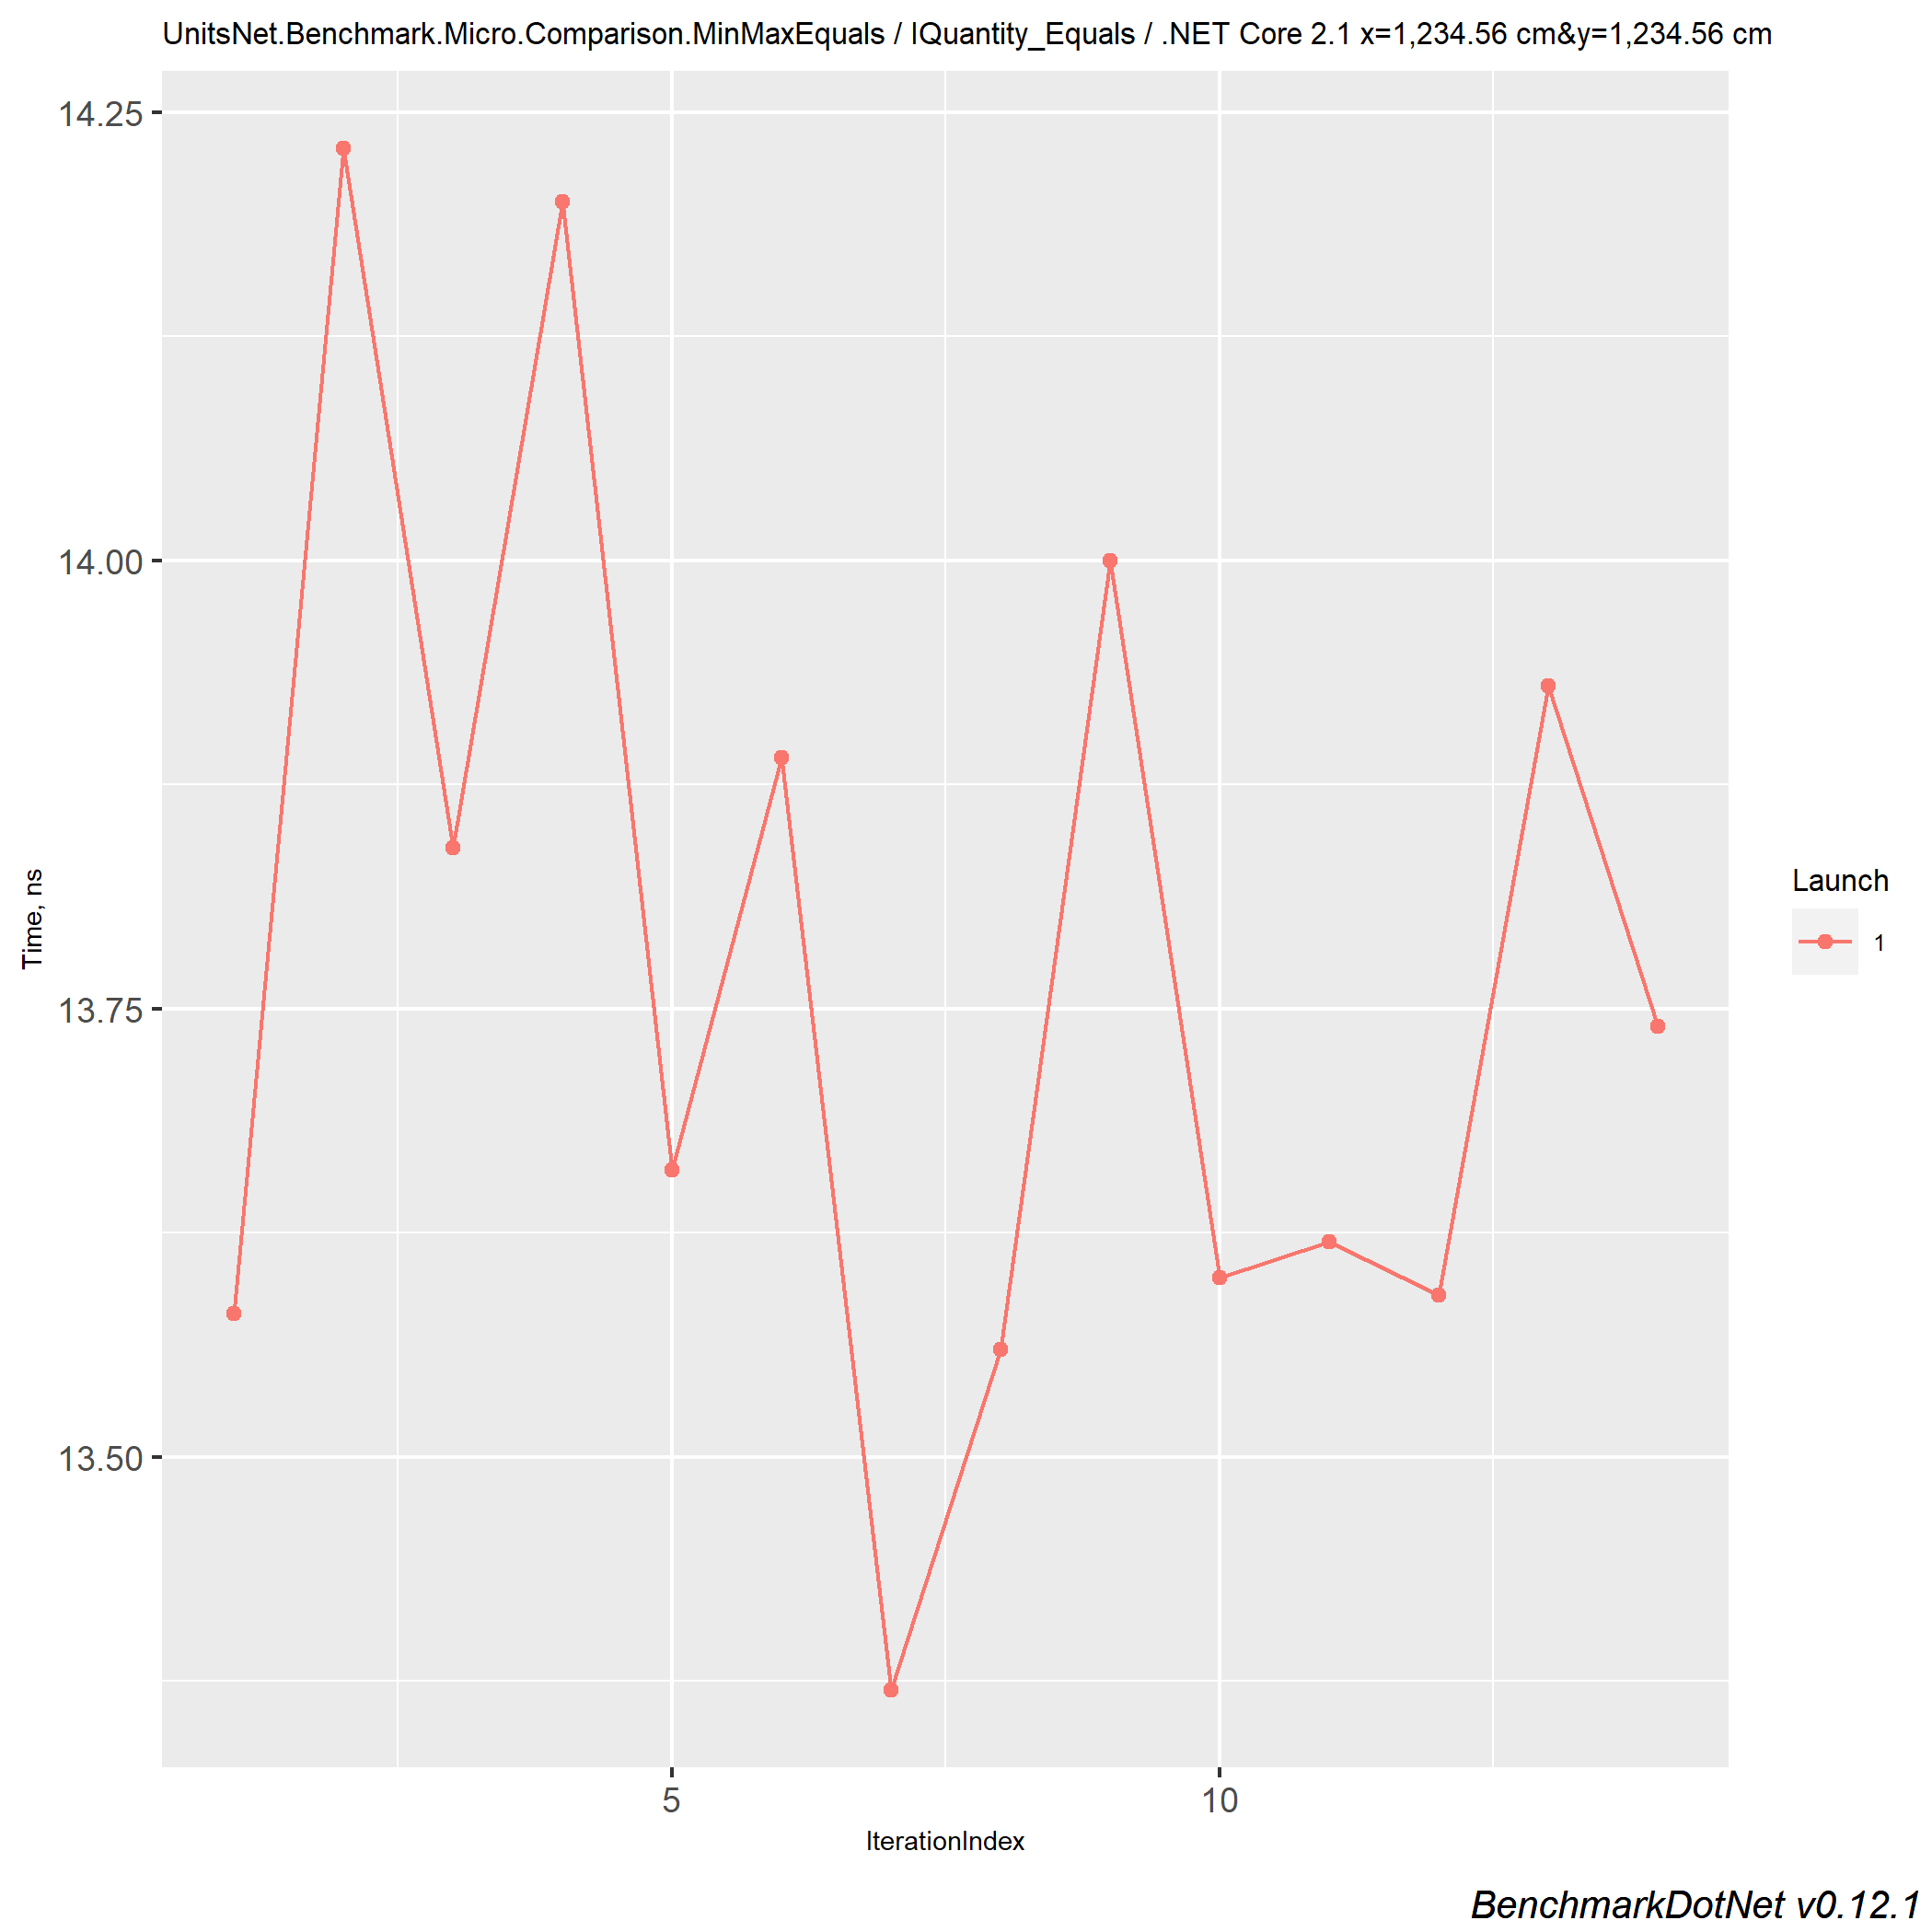 UnitsNet.Benchmark.Micro.Comparison.MinMaxEquals / IQuantity_Equals / .NET Core 2.1 x=1,234.56 cm&y=1,234.56 cm
14.25
14.00
13.75
13.50
Time, ns
5
10
IterationIndex
Launch
1
BenchmarkDotNet v0.12.1